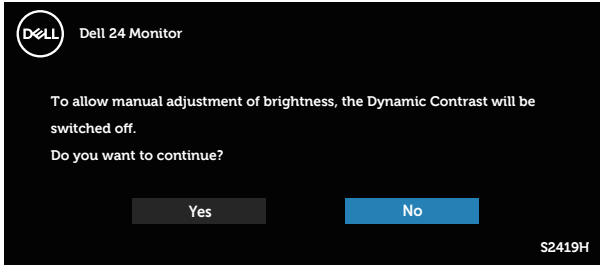 DELL
Dell 24 Monitor
To allow manual adjustment of brightness, the Dynamic Contrast will be
switched off.
Do you want to continue?
Yes
No
S2419H